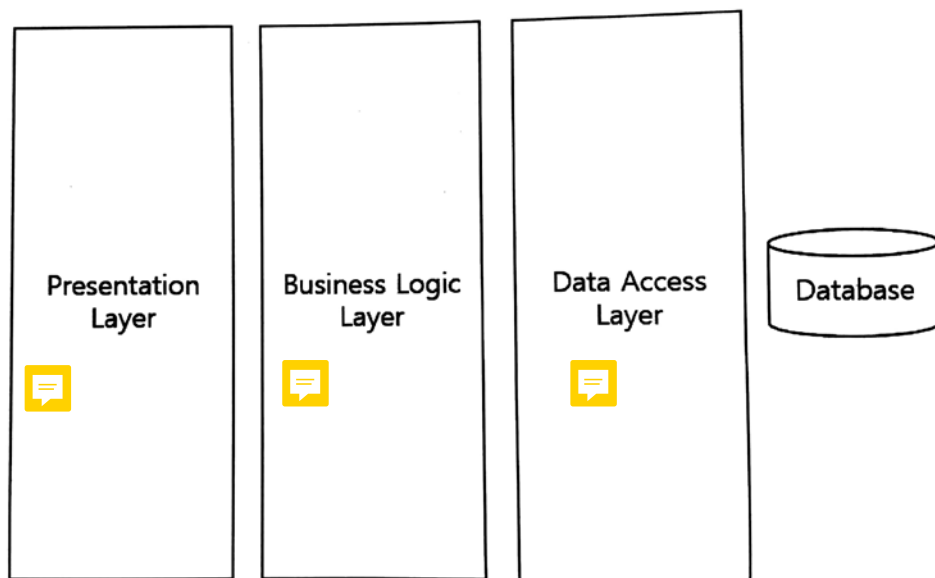 Presentation
Layer
Business Logic
Layer
Data Access
Layer
Database